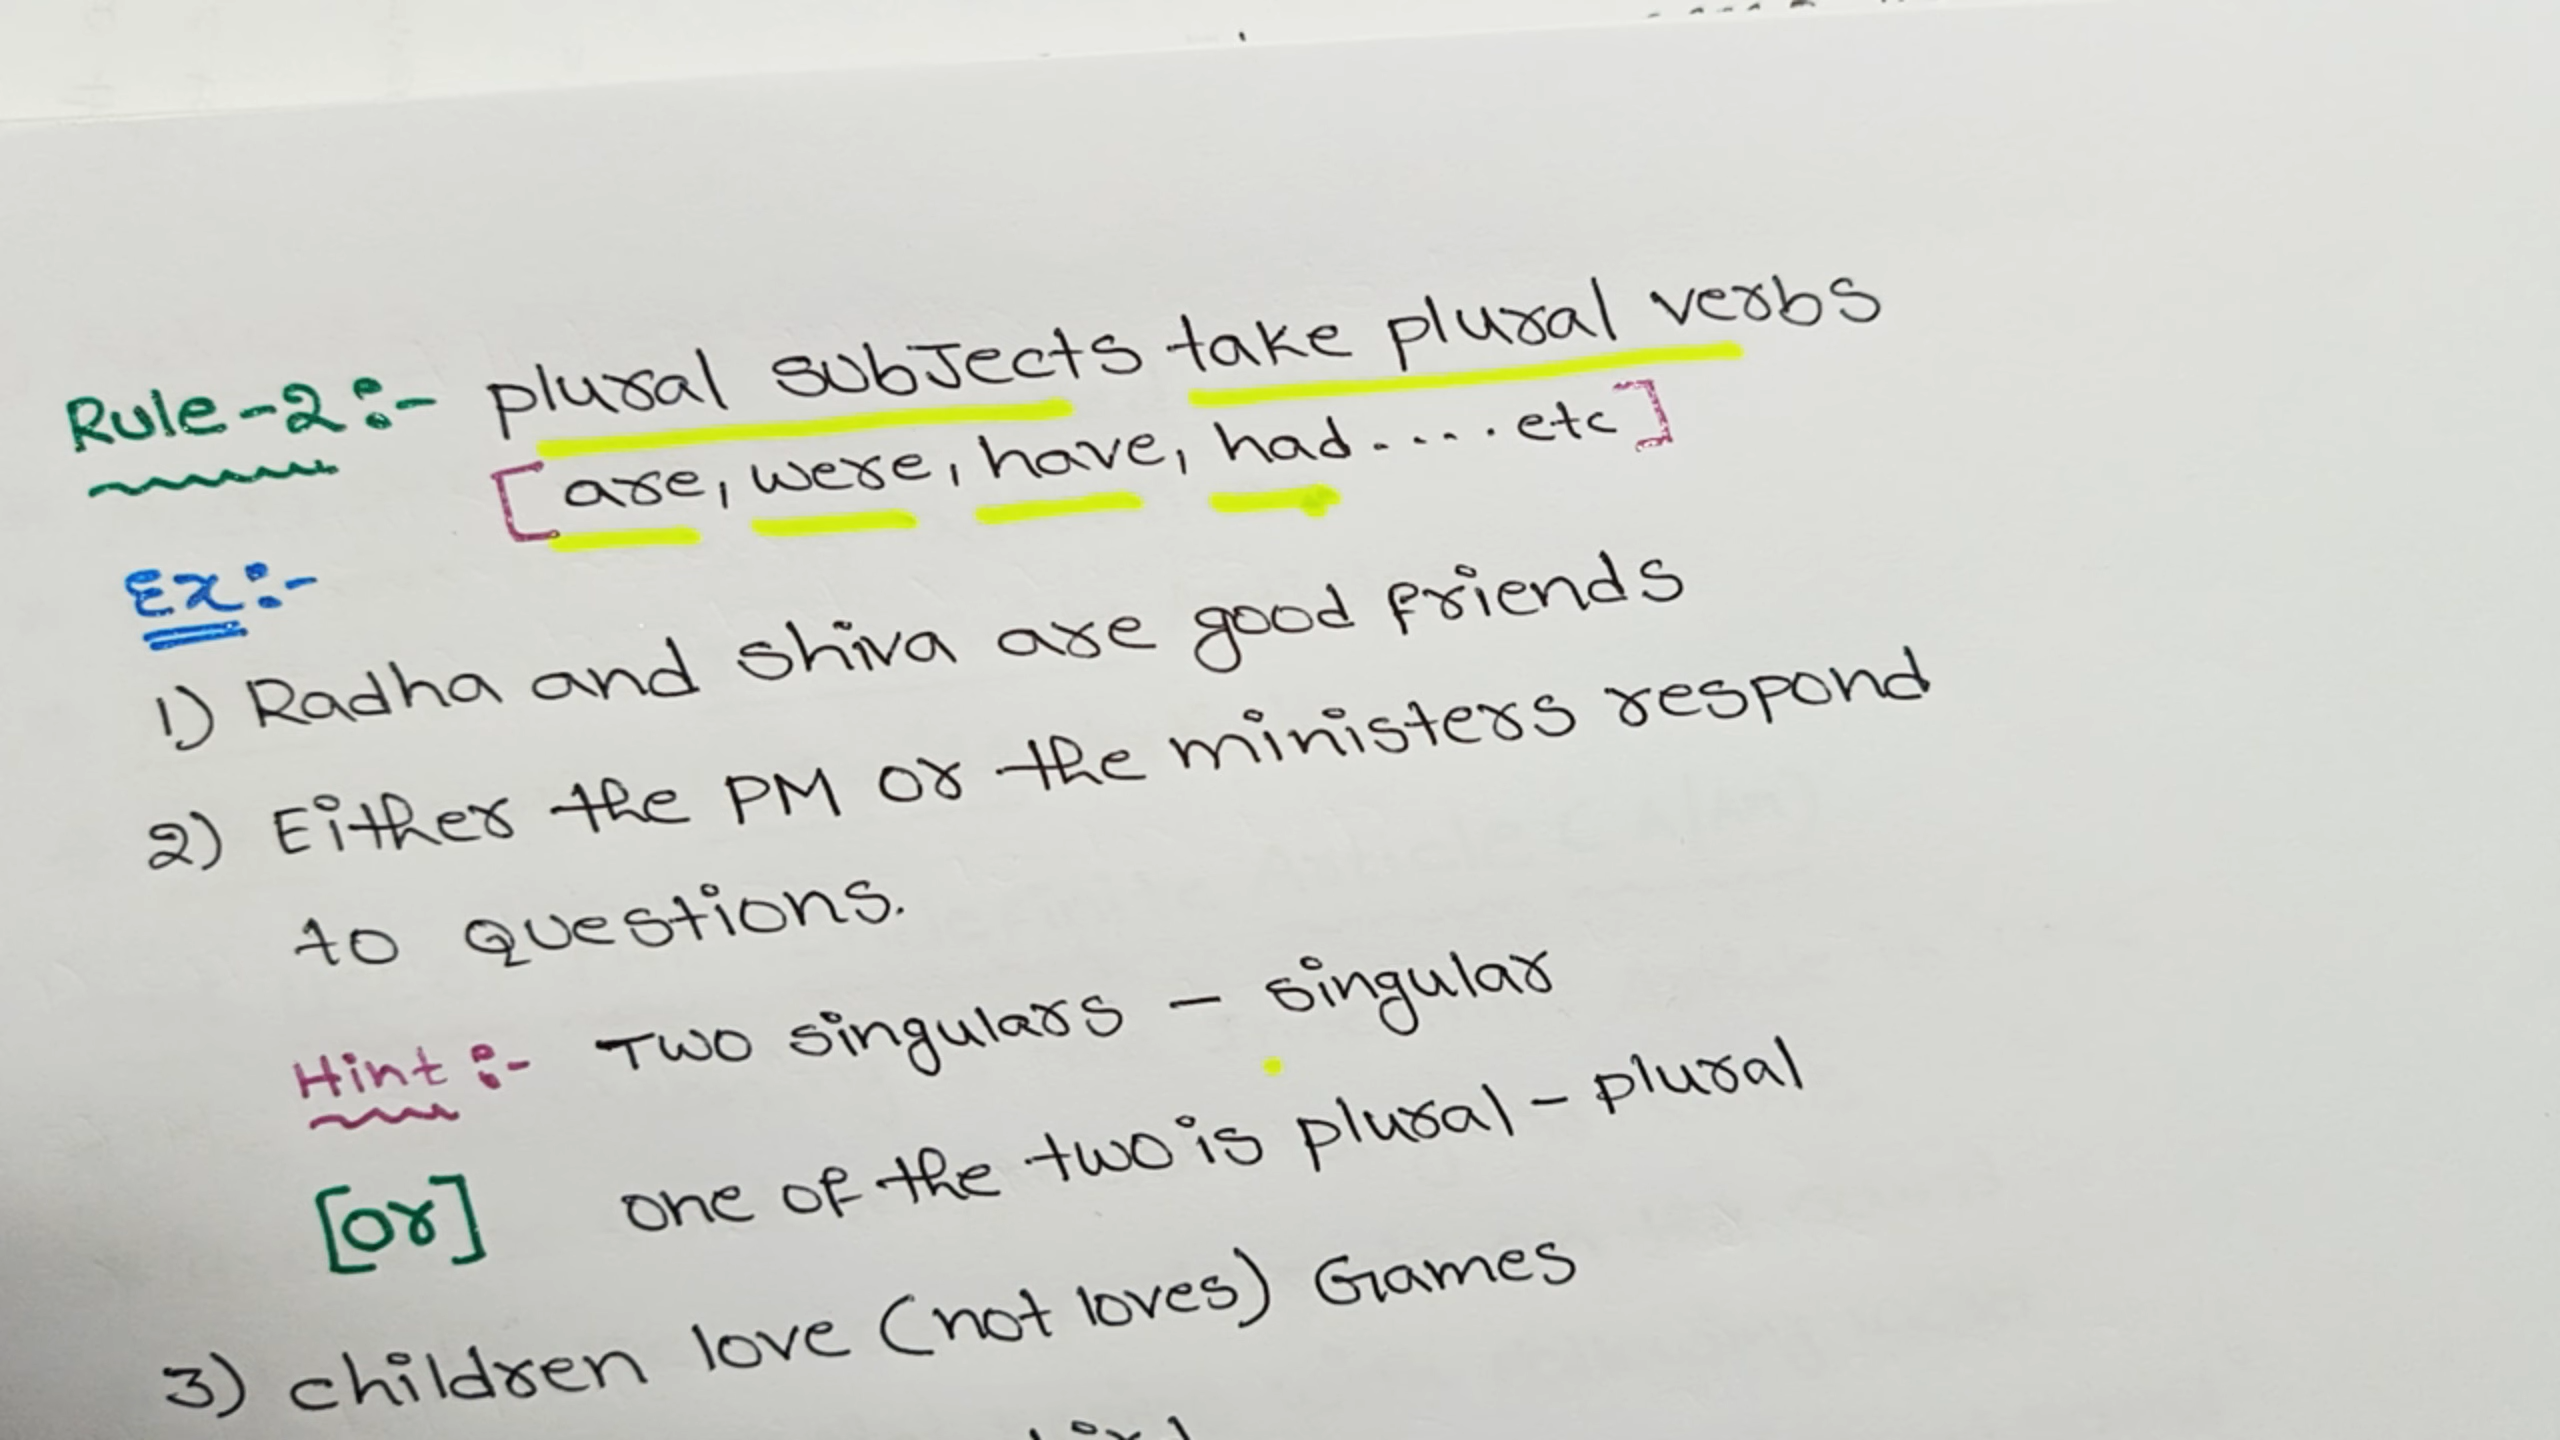 Rule-2:- plural subjects take plural verbs
[are, were, have, had.....etc]
Ex:-
1) Radha and shiva are good friends
2) Either the PM or the ministers respond
to questions.
Hint:- Two singulars - singular
[or] one of the two is plural - plural
3) children love (not loves) Games